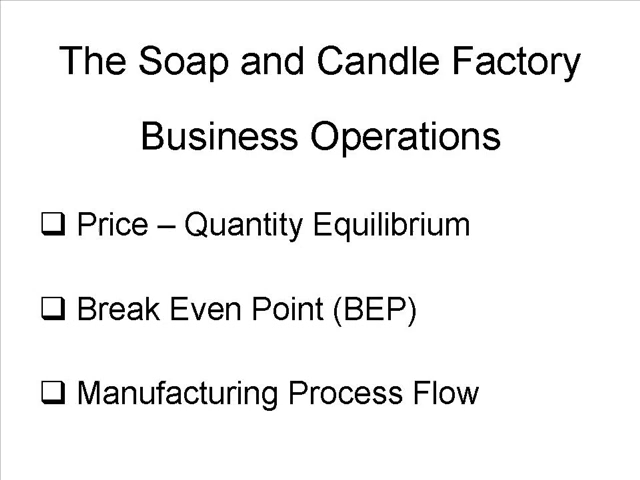 The Soap and Candle Factory
Business Operations
❑ Price – Quantity Equilibrium
❑ Break Even Point (BEP)
❑ Manufacturing Process Flow